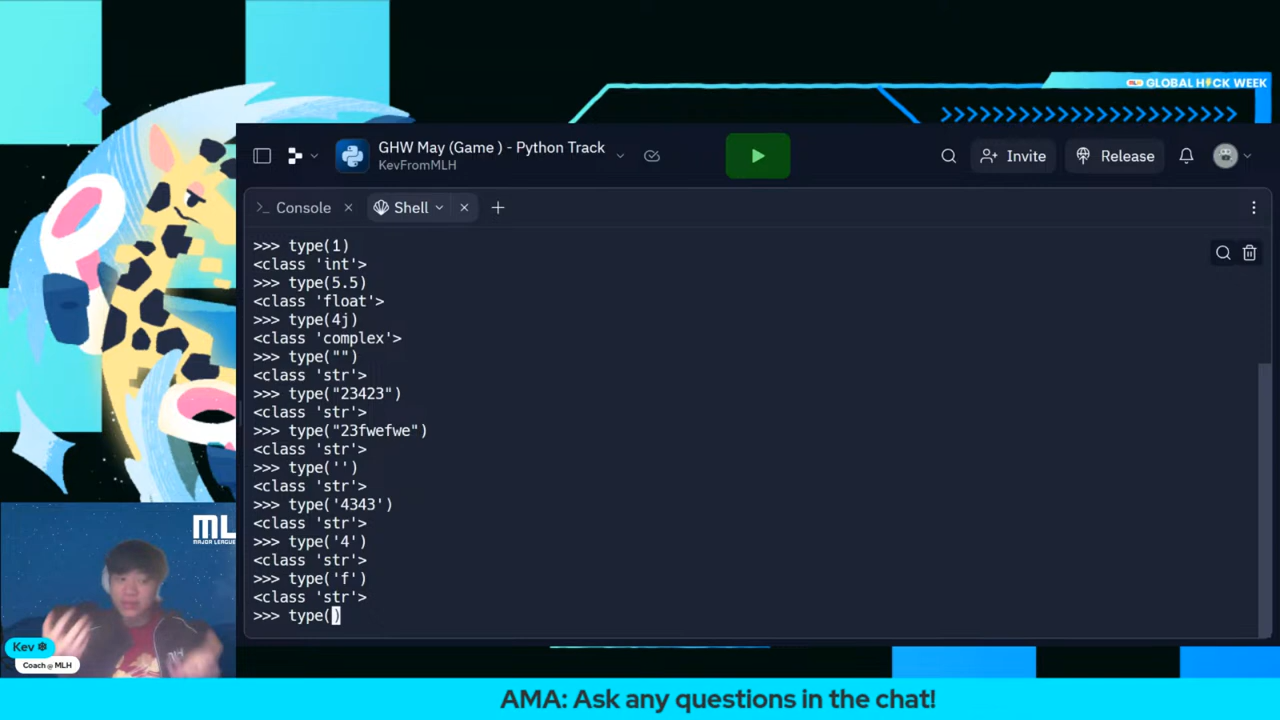 MLH GLOBAL HACK WEEK
GHW May (Game ) - Python Track
KevFromMLH
Invite
Release
Console
Shell
>>> type(1)
<class 'int'>
>>> type(5.5)
<class 'float'>
>>> type(4j)
<class 'complex'>
>>> type("")
<class 'str'>
>>> type("23423")
<class 'str'>
>>> type("23fwefwe")
<class 'str'>
>>> type('')
<class 'str'>
>>> type('4343')
<class 'str'>
>>> type('4')
<class 'str'>
>>> type('f')
<class 'str'>
>>> type()
ML
MAJOR LEAGUE
Kev
Coach @ MLH
AMA: Ask any questions in the chat!